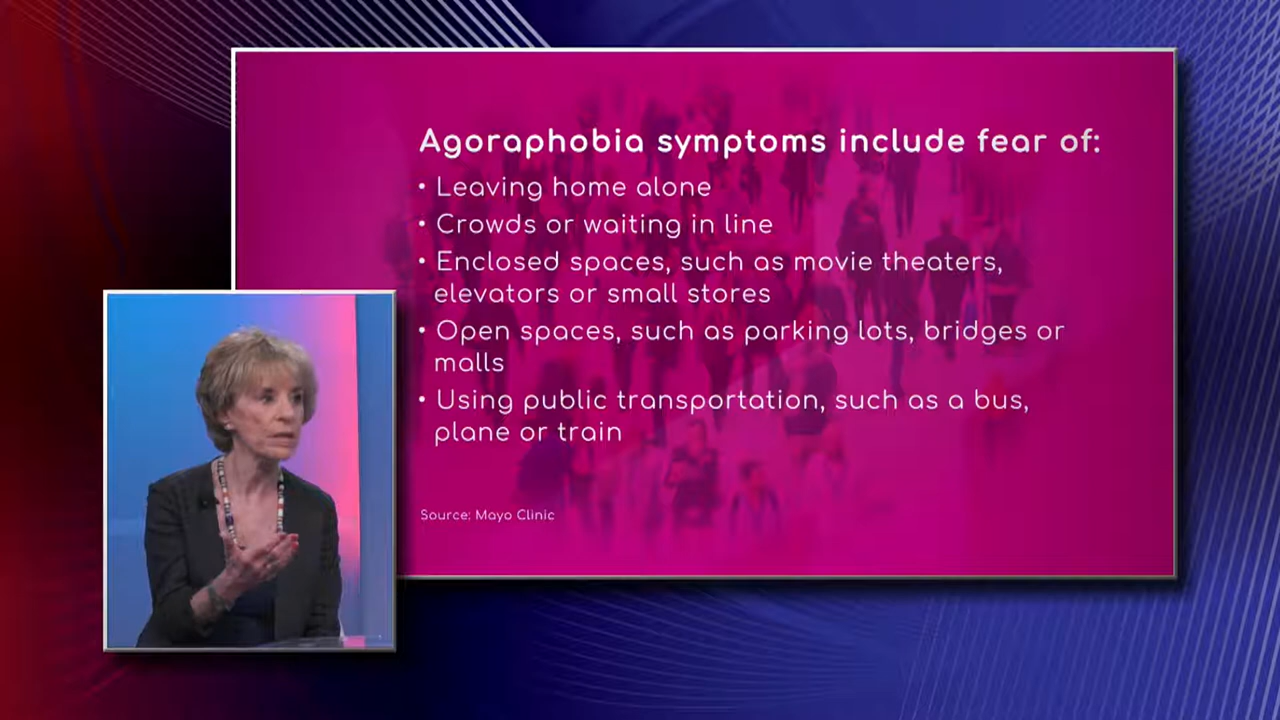 Agoraphobia symptoms include fear of:
• Leaving home alone
• Crowds or waiting in line
• Enclosed spaces, such as movie theaters,
elevators or small stores
• Open spaces, such as parking lots, bridges or
malls
• Using public transportation, such as a bus,
plane or train
Source: Mayo Clinic